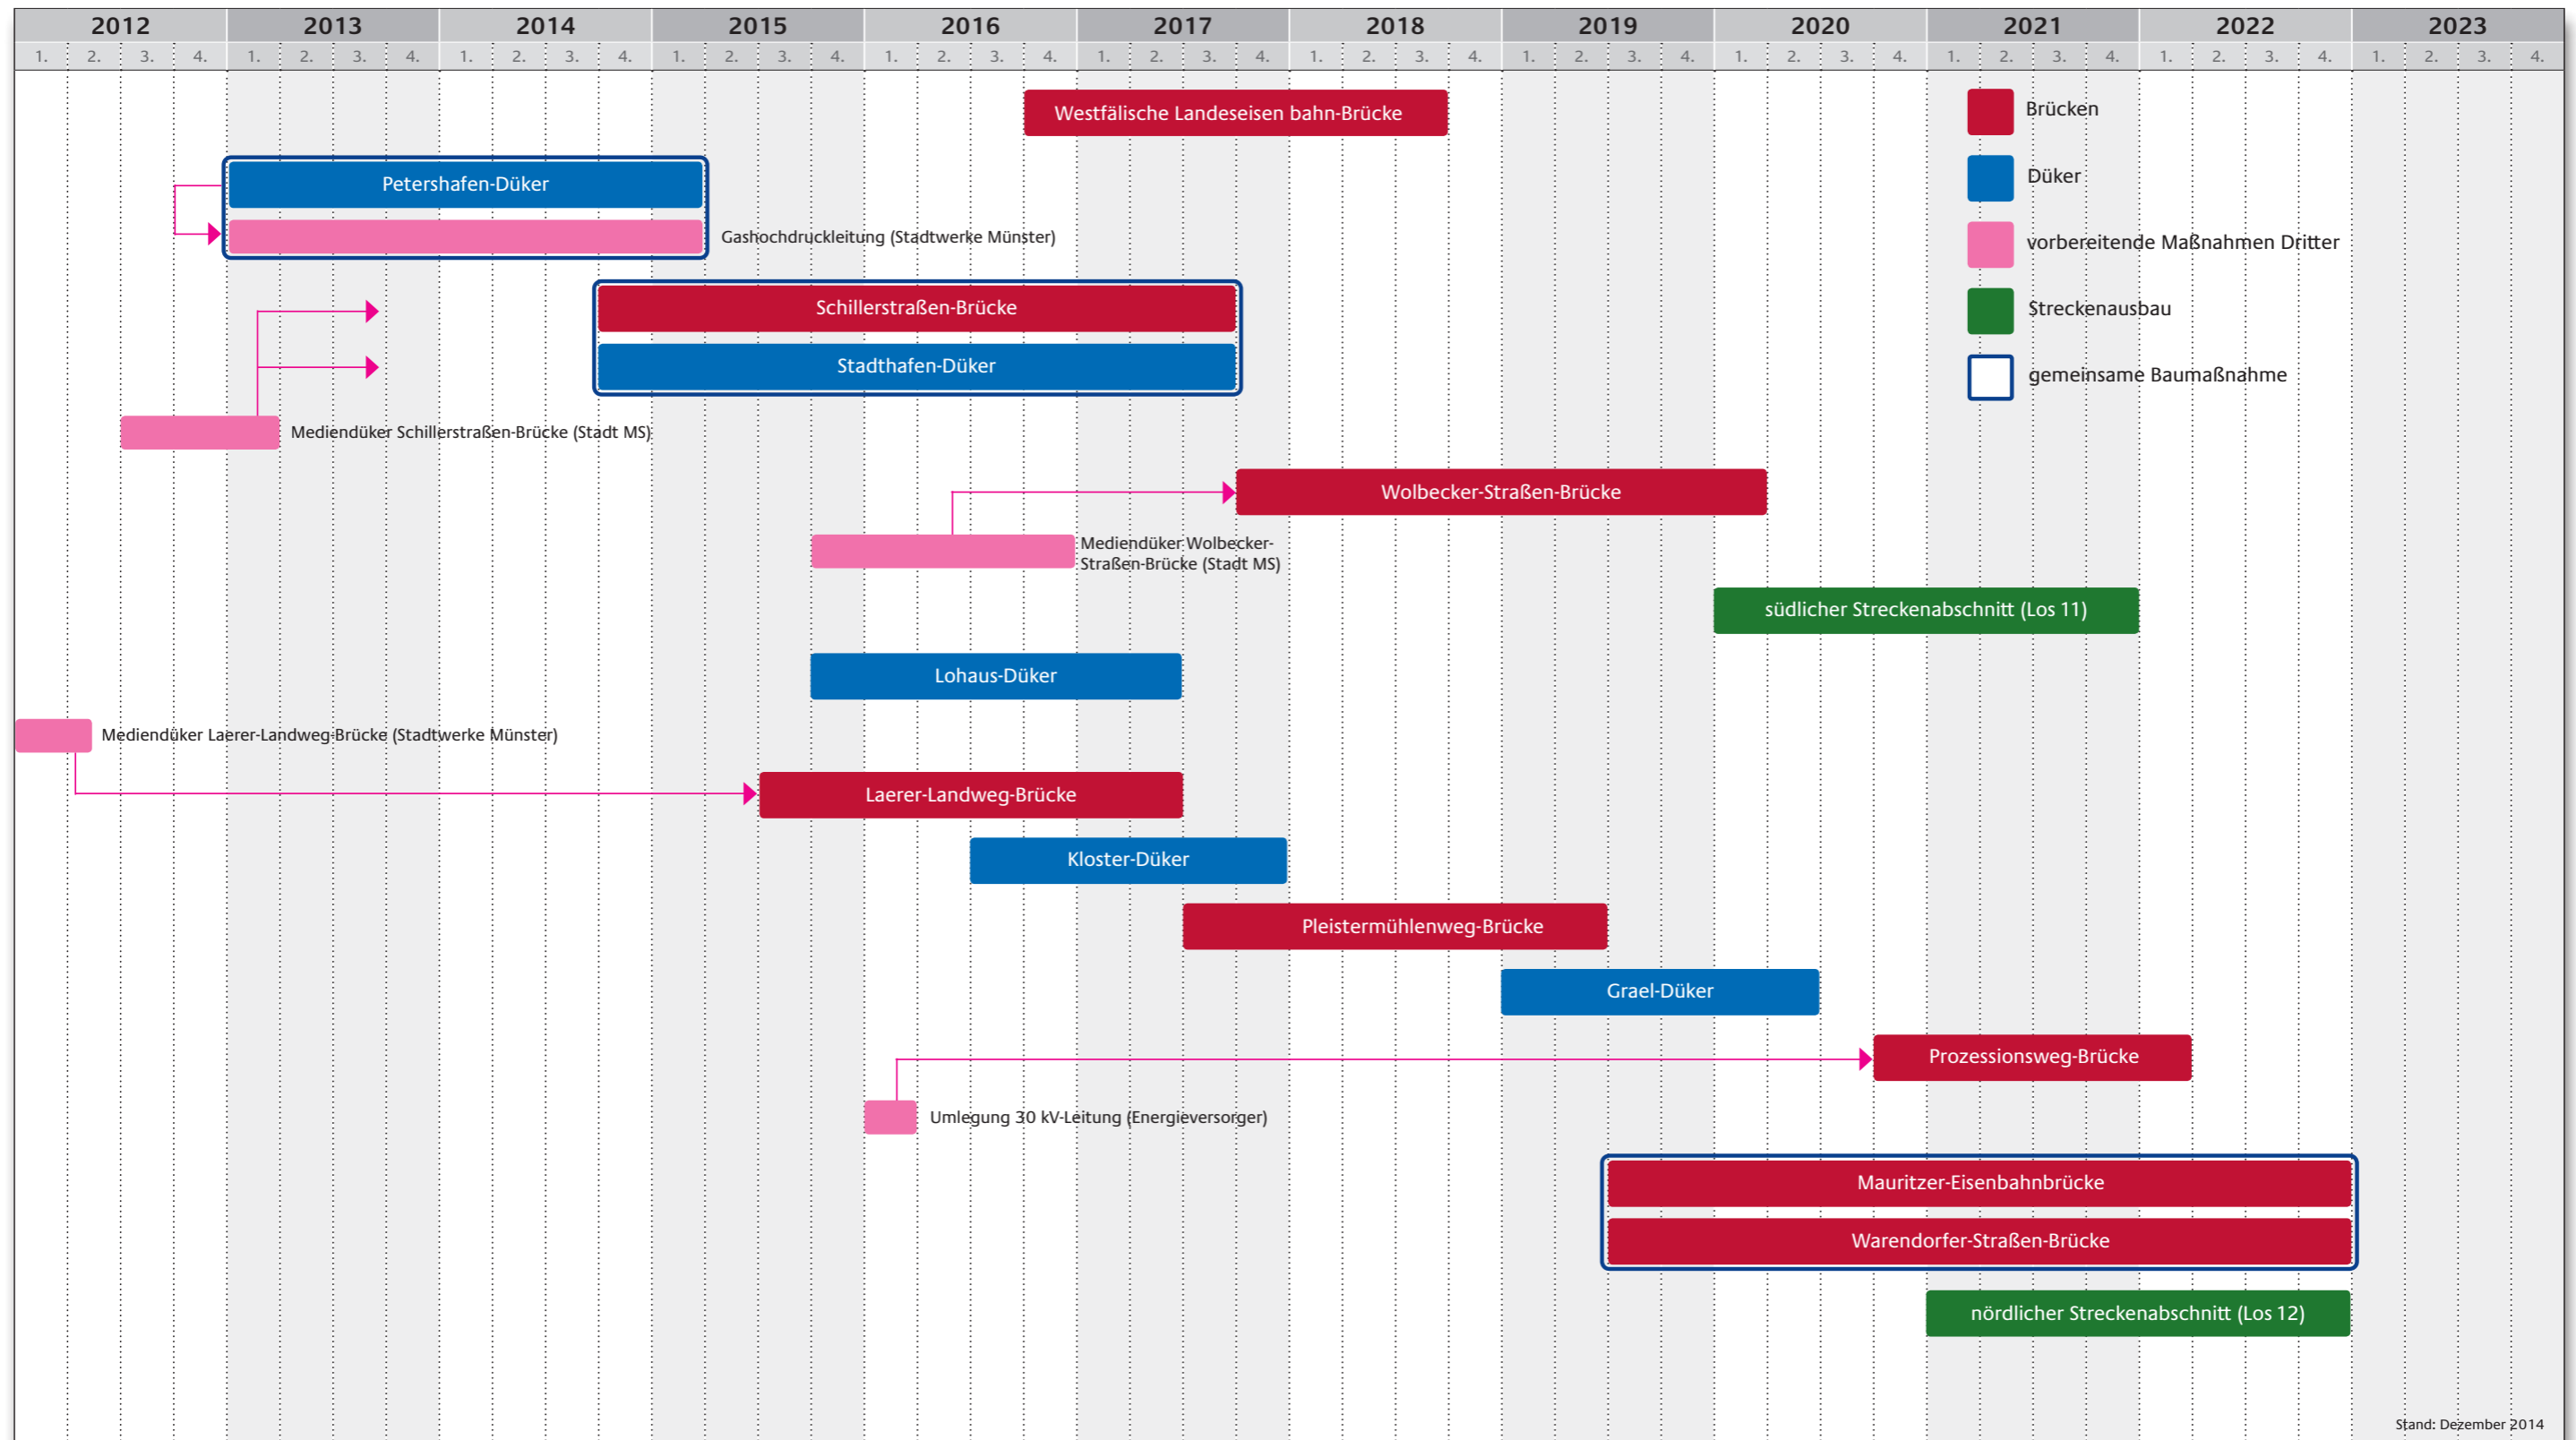 2012 2013 2014 2015 2016 2017 2018 2019 2020 2021 2022 2023
1. 2. 3. 4. 1. 2. 3. 4. 1. 2. 3. 4. 1. 2. 3. 4. 1. 2. 3. 4. 1. 2. 3. 4. 1. 2. 3. 4. 1. 2. 3. 4. 1. 2. 3. 4. 1. 2. 3. 4. 1. 2. 3. 4. 1. 2. 3. 4.
Westfälische Landeseisen bahn-Brücke
Brücken
Petershafen-Düker
Düker
Gashochdruckleitung (Stadtwerke Münster)
vorbereitende Maßnahmen Dritter
Schillerstraßen-Brücke
Streckenausbau
Stadthafen-Düker
gemeinsame Baumaßnahme
Mediendüker Schillerstraßen-Brücke (Stadt MS)
Wolbecker-Straßen-Brücke
Mediendüker Wolbecker-
Straßen-Brücke (Stadt MS)
südlicher Streckenabschnitt (Los 11)
Lohaus-Düker
Mediendüker Laerer-Landweg-Brücke (Stadtwerke Münster)
Laerer-Landweg-Brücke
Kloster-Düker
Pleistermühlenweg-Brücke
Grael-Düker
Prozessionsweg-Brücke
Umlegung 30 kV-Leitung (Energieversorger)
Mauritzer-Eisenbahnbrücke
Warendorfer-Straßen-Brücke
nördlicher Streckenabschnitt (Los 12)
Stand: Dezember 2014